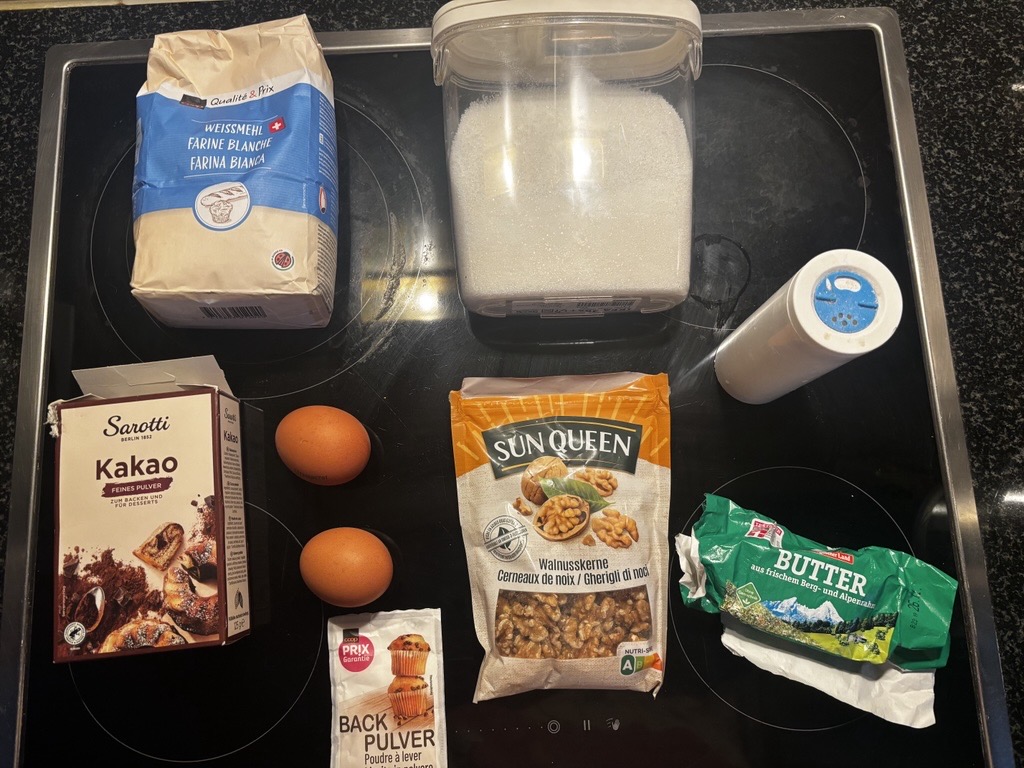 Qualité & Prix
WEISSMEHL
FARINE BLANCHE
FARINA BIANCA
Sarotti
BERLIN 1852
Kakao
FEINES PULVER
ZUM BACKEN UND
FÜR DESSERTS
Sarotti
Kakao
SUN QUEEN
Walnusskerne
Cerneaux de noix / Gherigli di noci
NUTRI-S
A
BUTTER
aus frischem Berg- und Alpenrahm
coop
PRIX
Garantie
BACK
PULVER
Poudre à lever